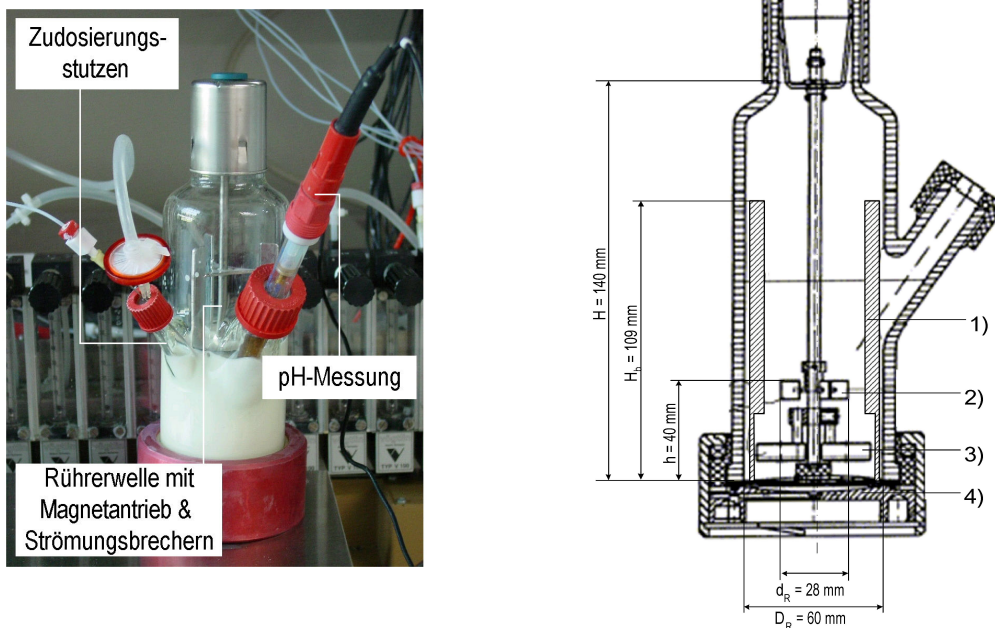 Zudosierungs-
stutzen
pH-Messung
Rührerwelle mit
Magnetantrieb &
Strömungsbrechern
H = 140 mm
H_b = 109 mm
h = 40 mm
1)
2)
3)
4)
d_R = 28 mm
D_R = 60 mm